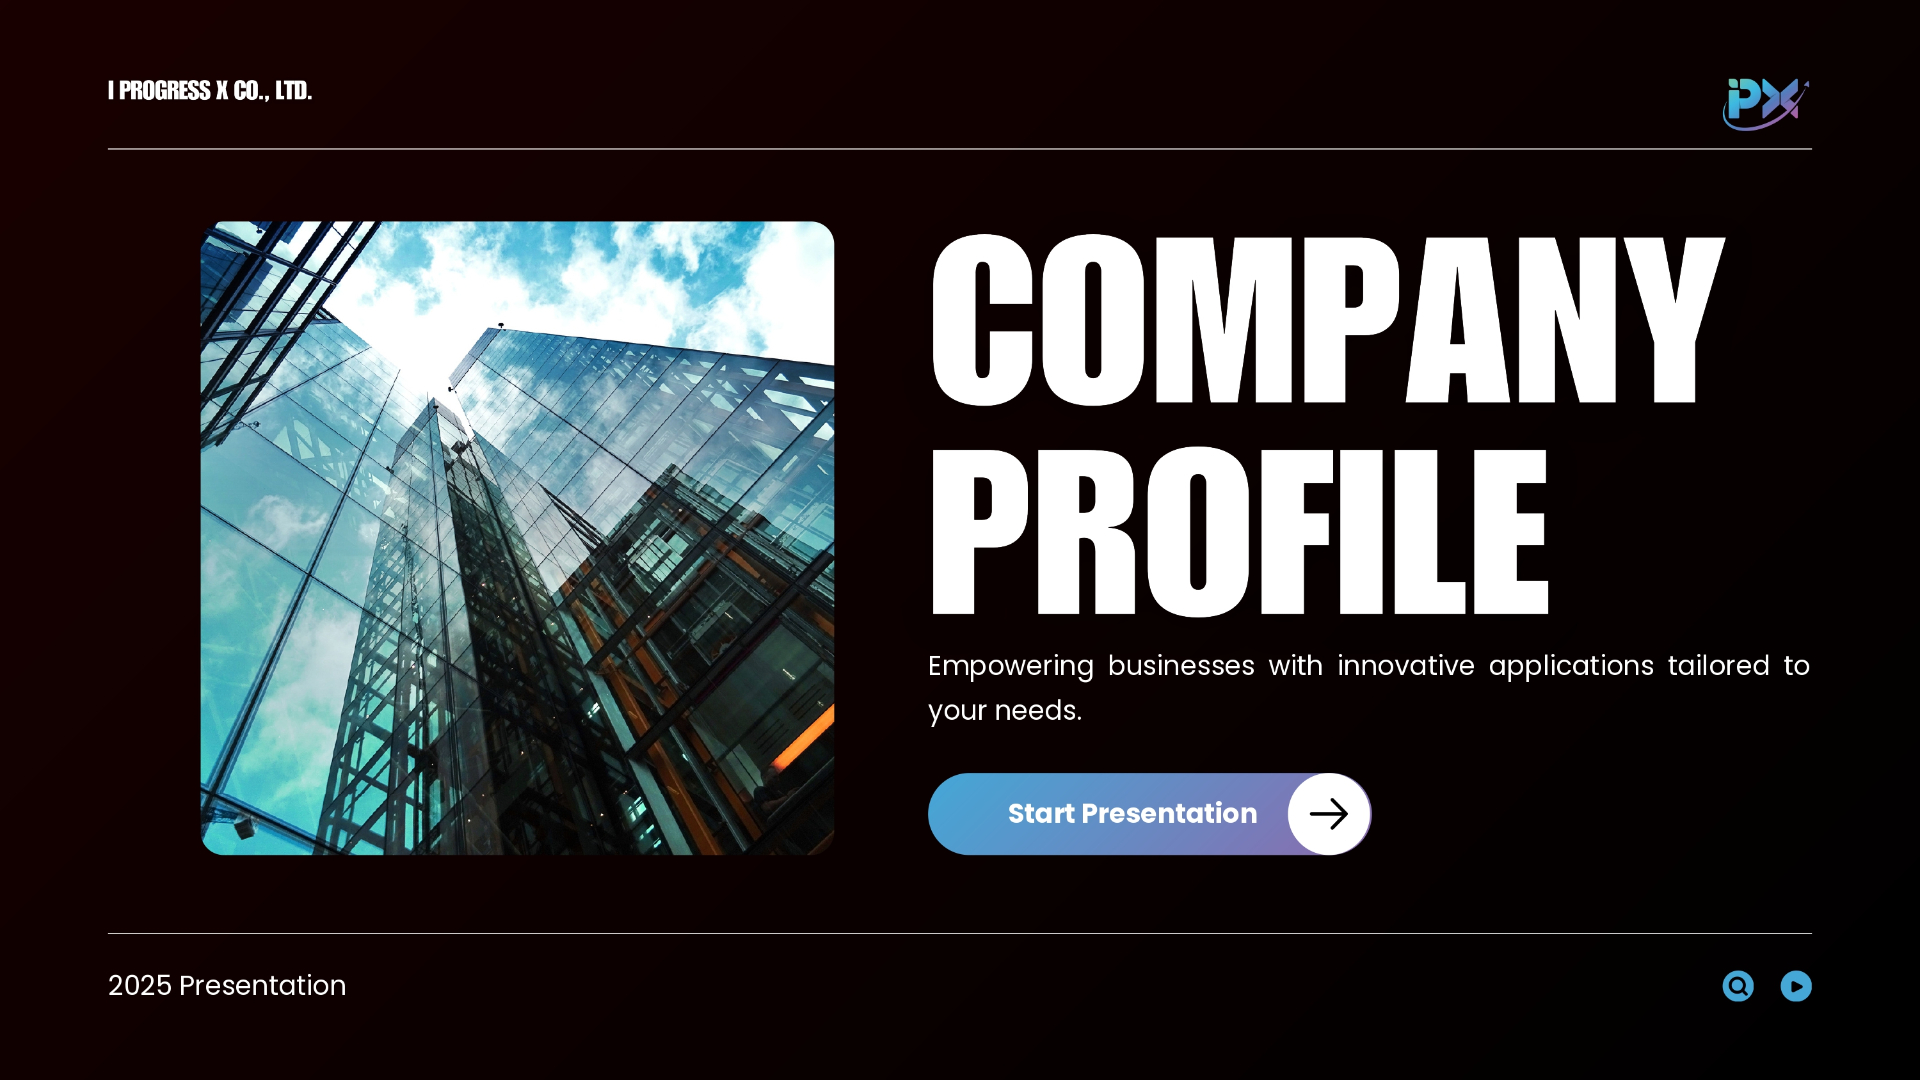 I PROGRESS X CO., LTD.
iPX
COMPANY
PROFILE
Empowering businesses with innovative applications tailored to
your needs.
Start Presentation
2025 Presentation